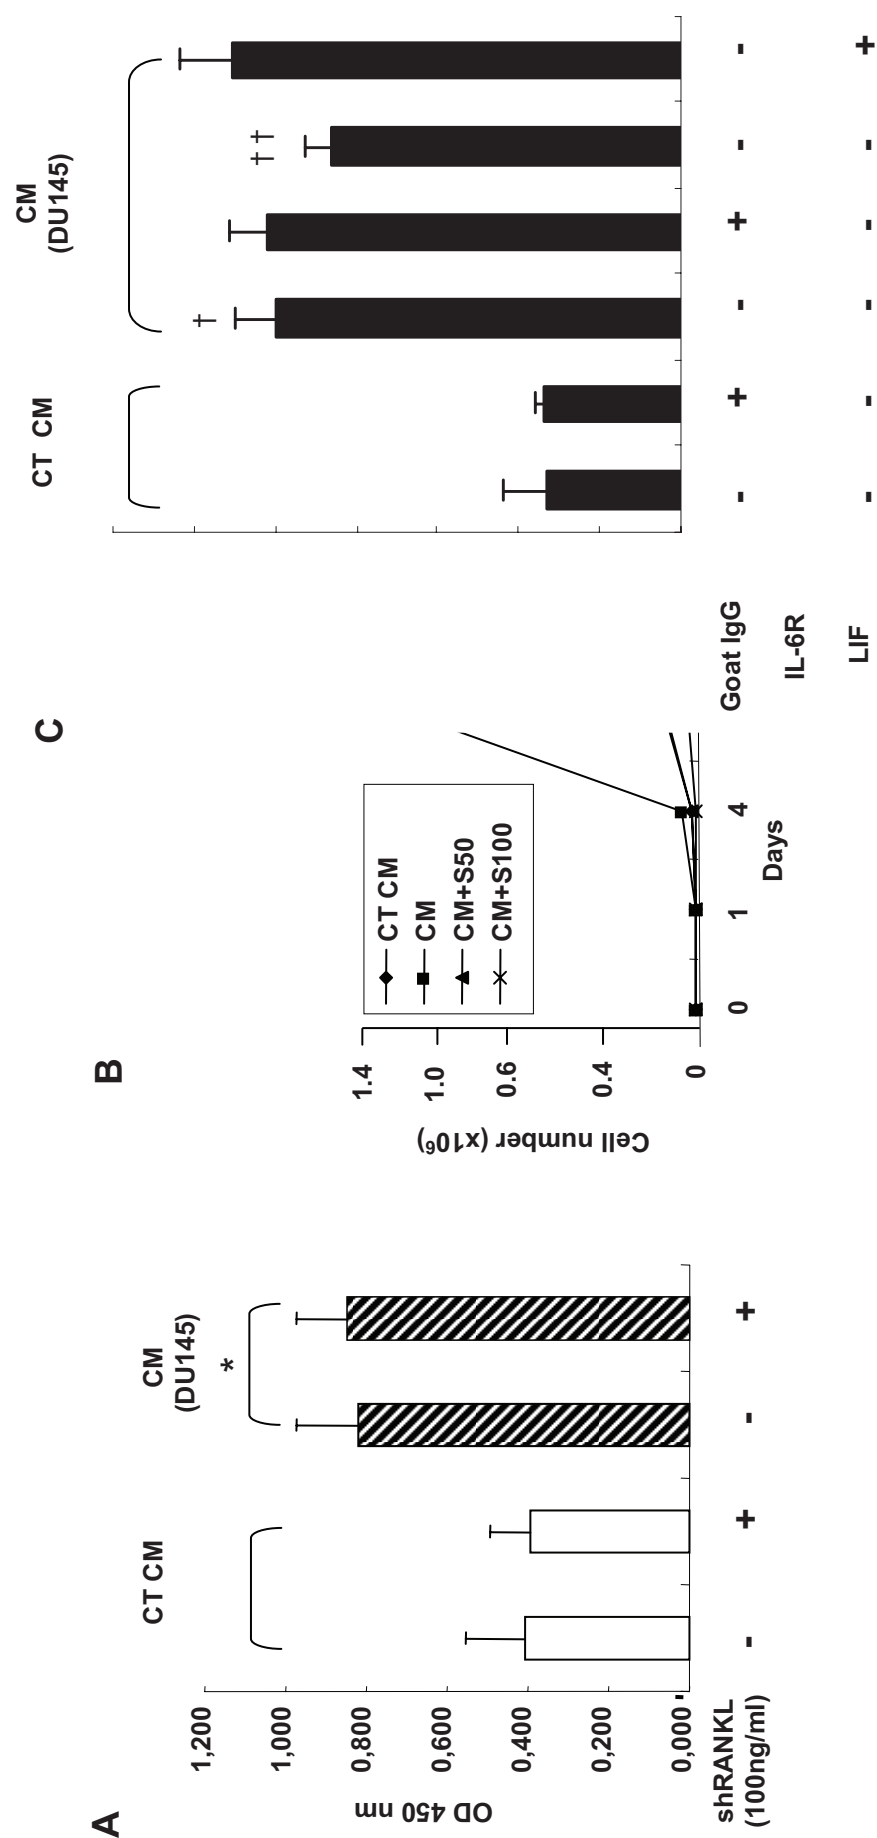 A
CT CM
CM
(DU145)
*
1,200
1,000
0,800
0,600
0,400
0,200
0,000
OD 450 nm
shRANKL
(100ng/ml)
- + - +
B
CT CM
CM
CM+S50
CM+S100
1.4
1.0
0.6
0.4
0
Cell number (x10⁶)
0 1 4
Days
C
CT CM
CM
(DU145)
†
††
Goat IgG
- + - + - -
IL-6R
LIF
- - - - - +